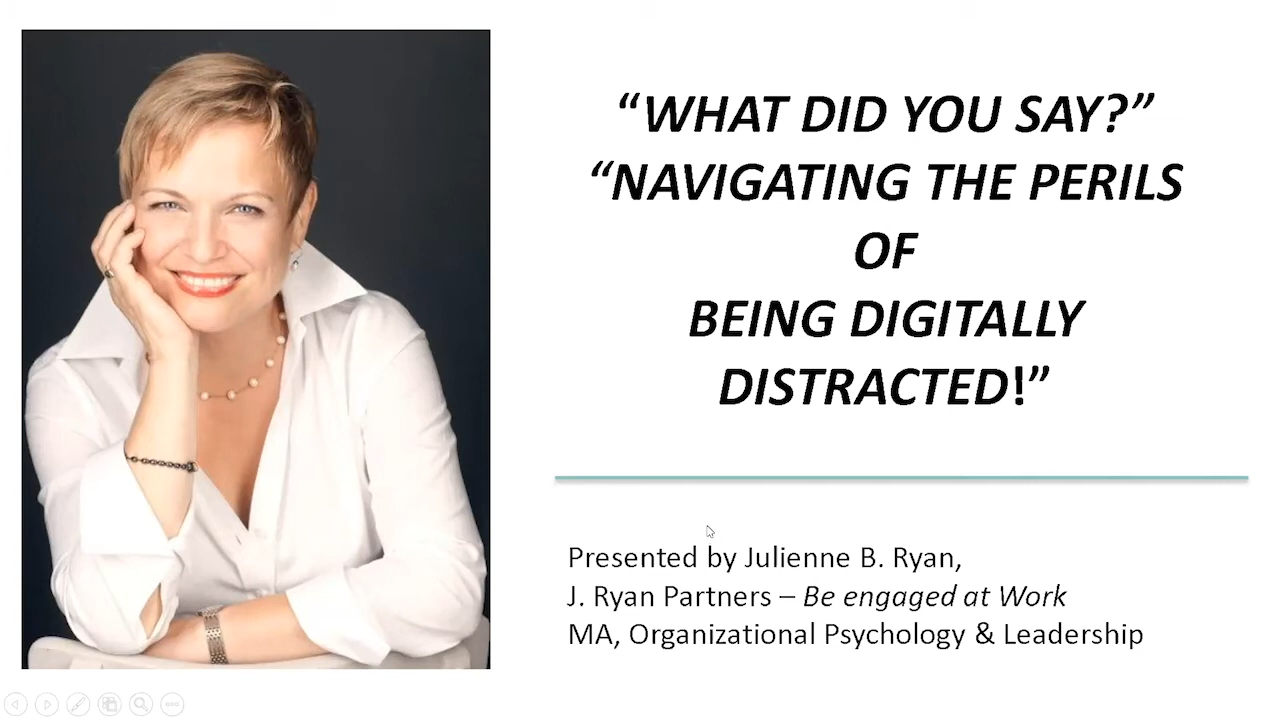 “WHAT DID YOU SAY?”
“NAVIGATING THE PERILS
OF
BEING DIGITALLY
DISTRACTED!”
Presented by Julienne B. Ryan,
J. Ryan Partners – Be engaged at Work
MA, Organizational Psychology & Leadership